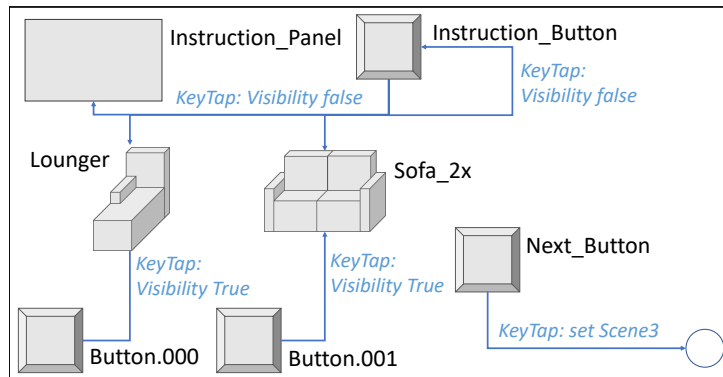 Instruction_Panel
Instruction_Button
KeyTap: Visibility false
KeyTap:
Visibility false
Lounger
Sofa_2x
Next_Button
KeyTap:
Visibility True
KeyTap:
Visibility True
KeyTap: set Scene3
Button.000
Button.001